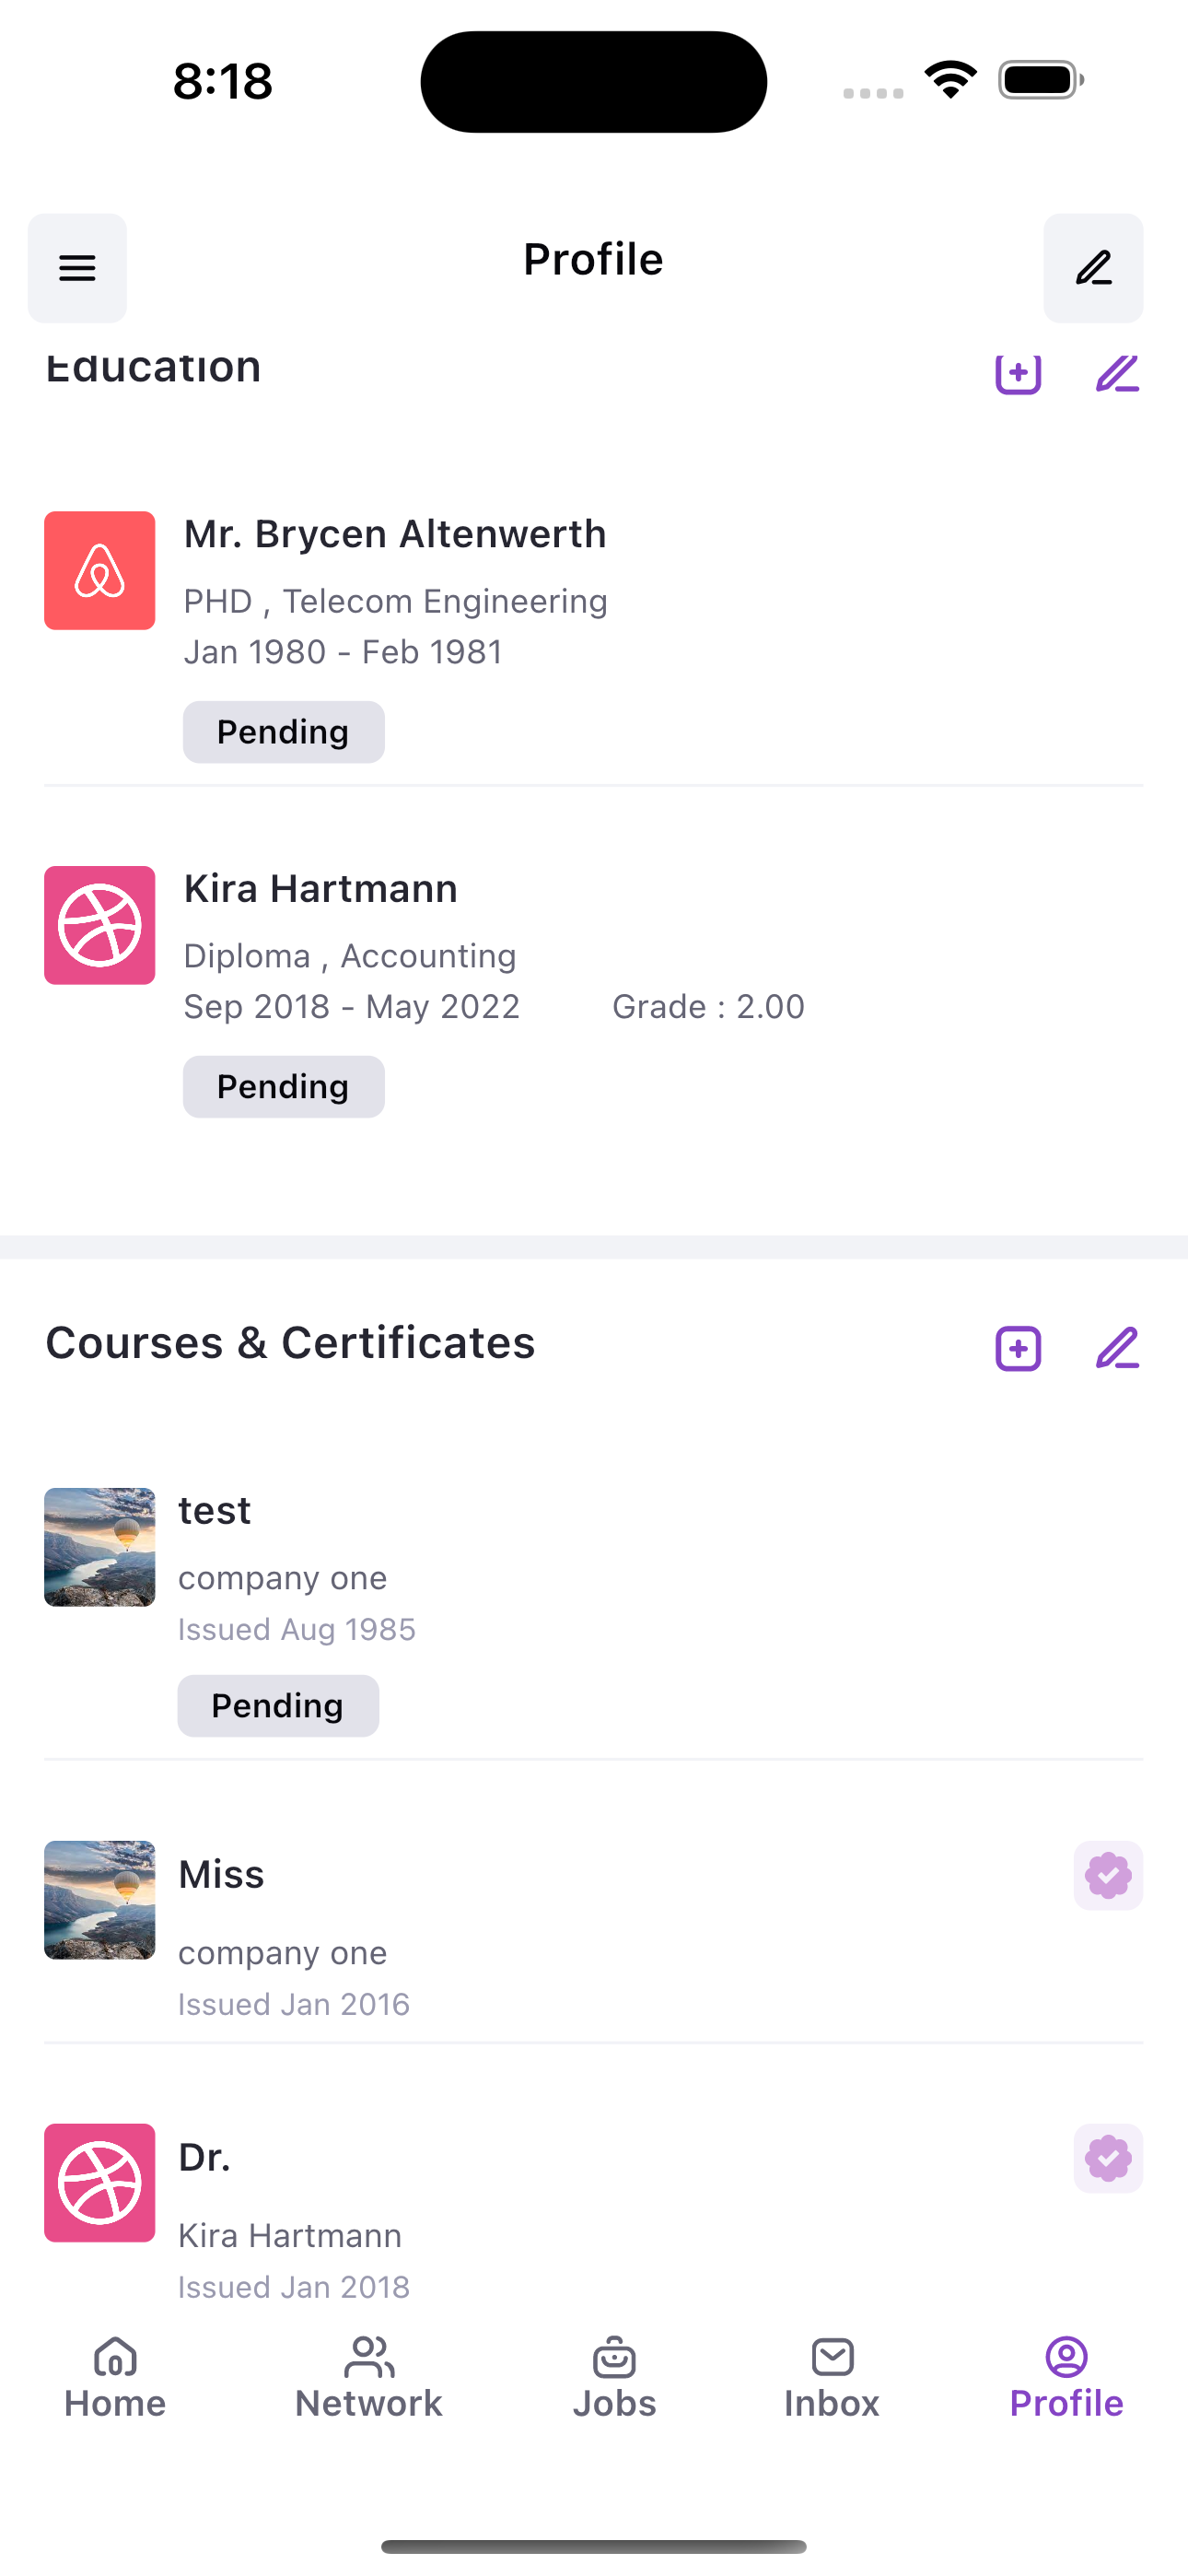 8:18
Profile
Education
Mr. Brycen Altenwerth
PHD , Telecom Engineering
Jan 1980 - Feb 1981
Pending
Kira Hartmann
Diploma , Accounting
Sep 2018 - May 2022 Grade : 2.00
Pending
Courses & Certificates
test
company one
Issued Aug 1985
Pending
Miss
company one
Issued Jan 2016
Dr.
Kira Hartmann
Issued Jan 2018
Home Network Jobs Inbox Profile